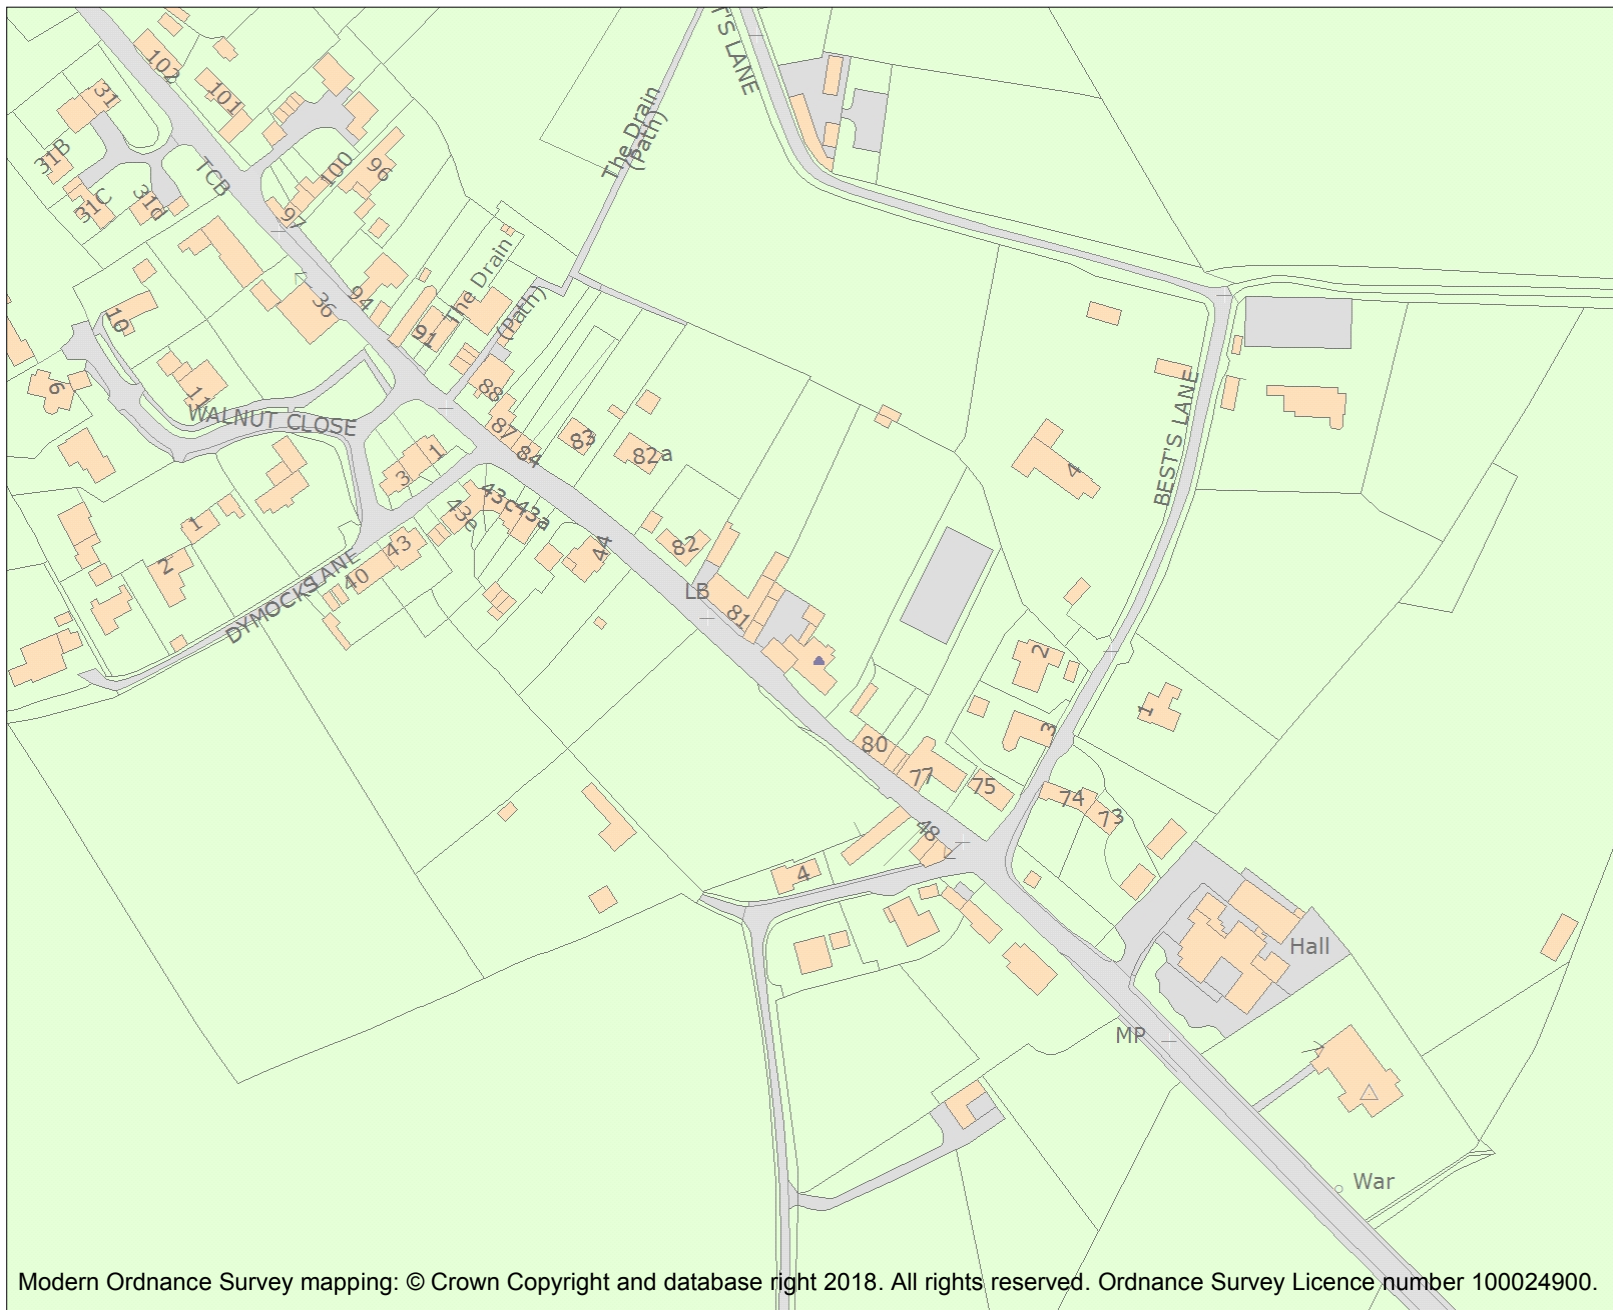 102
T'S LANE
31
101
The Drain
(Path)
31B
TCB
100
96
31C
31d
97
The Drain
(Path)
36
94
10
91
6
11
88
WALNUT CLOSE
87
83
84
82a
1
3
4
BEST'S LANE
43c
43a
43e
1
43
44
82
2
40
DYMOCKS LANE
LB
81
2
1
3
80
77
75
74
73
48
4
Hall
MP
War
Modern Ordnance Survey mapping: © Crown Copyright and database right 2018. All rights reserved. Ordnance Survey Licence number 100024900.